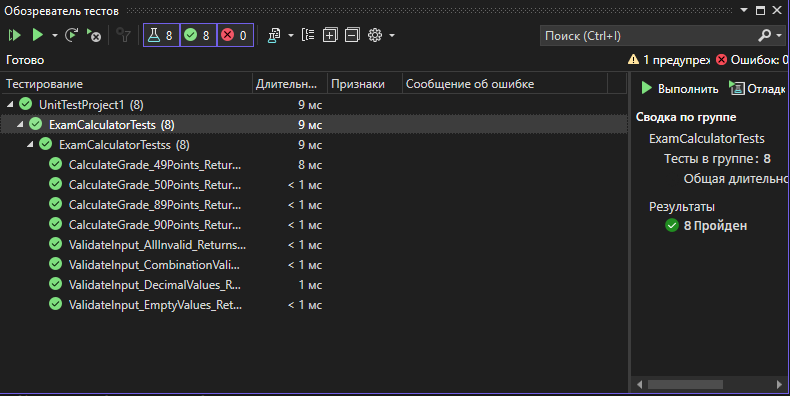 Обозреватель тестов
8 8 0
Поиск (Ctrl+I)
Готово
1 предупреж
Ошибок: 0
Тестирование Длительн... Признаки Сообщение об ошибке
UnitTestProject1 (8) 9 мс
ExamCalculatorTests (8) 9 мс
ExamCalculatorTestss (8) 9 мс
CalculateGrade_49Points_Retur... 8 мс
CalculateGrade_50Points_Retur... < 1 мс
CalculateGrade_89Points_Retur... < 1 мс
CalculateGrade_90Points_Retur... < 1 мс
ValidateInput_AllInvalid_Returns... < 1 мс
ValidateInput_CombinationVali... < 1 мс
ValidateInput_DecimalValues_R... 1 мс
ValidateInput_EmptyValues_Ret... < 1 мс
Выполнить Отладк
Сводка по группе
ExamCalculatorTests
Тесты в группе: 8
Общая длительно
Результаты
8 Пройден